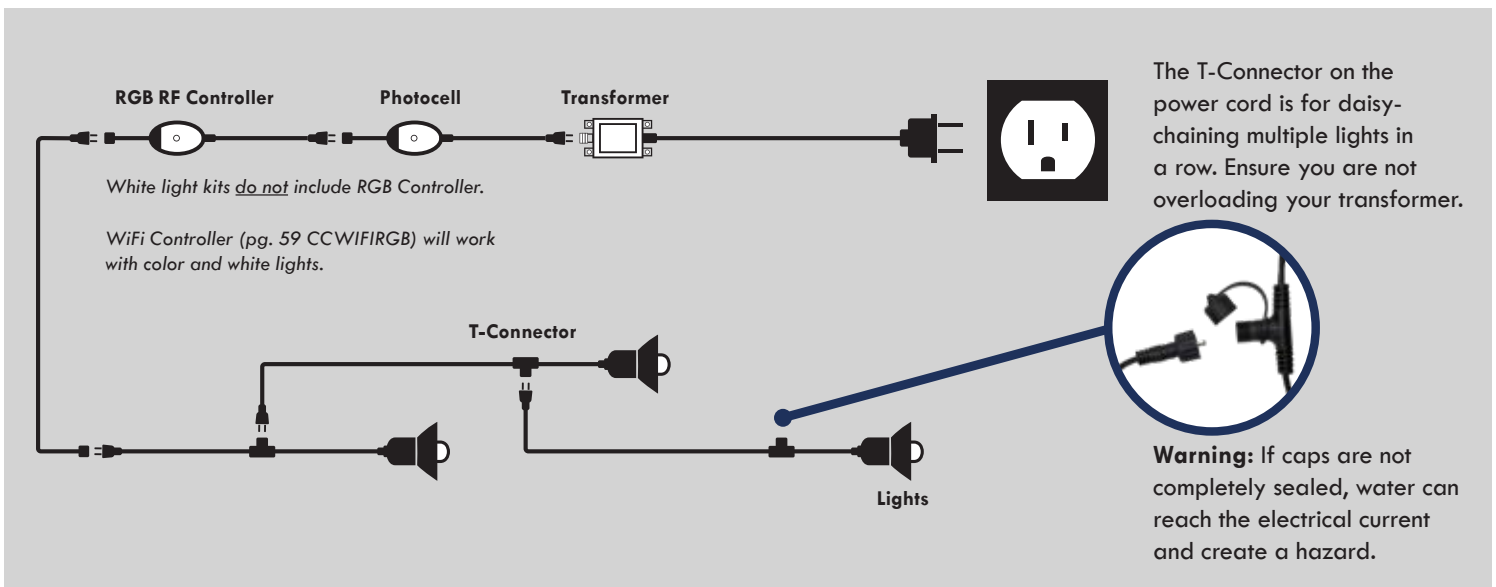 RGB RF Controller
Photocell
Transformer
White light kits do not include RGB Controller.
WiFi Controller (pg. 59 CCWIFIRGB) will work
with color and white lights.
T-Connector
Lights
The T-Connector on the
power cord is for daisy-
chaining multiple lights in
a row. Ensure you are not
overloading your transformer.
Warning: If caps are not
completely sealed, water can
reach the electrical current
and create a hazard.